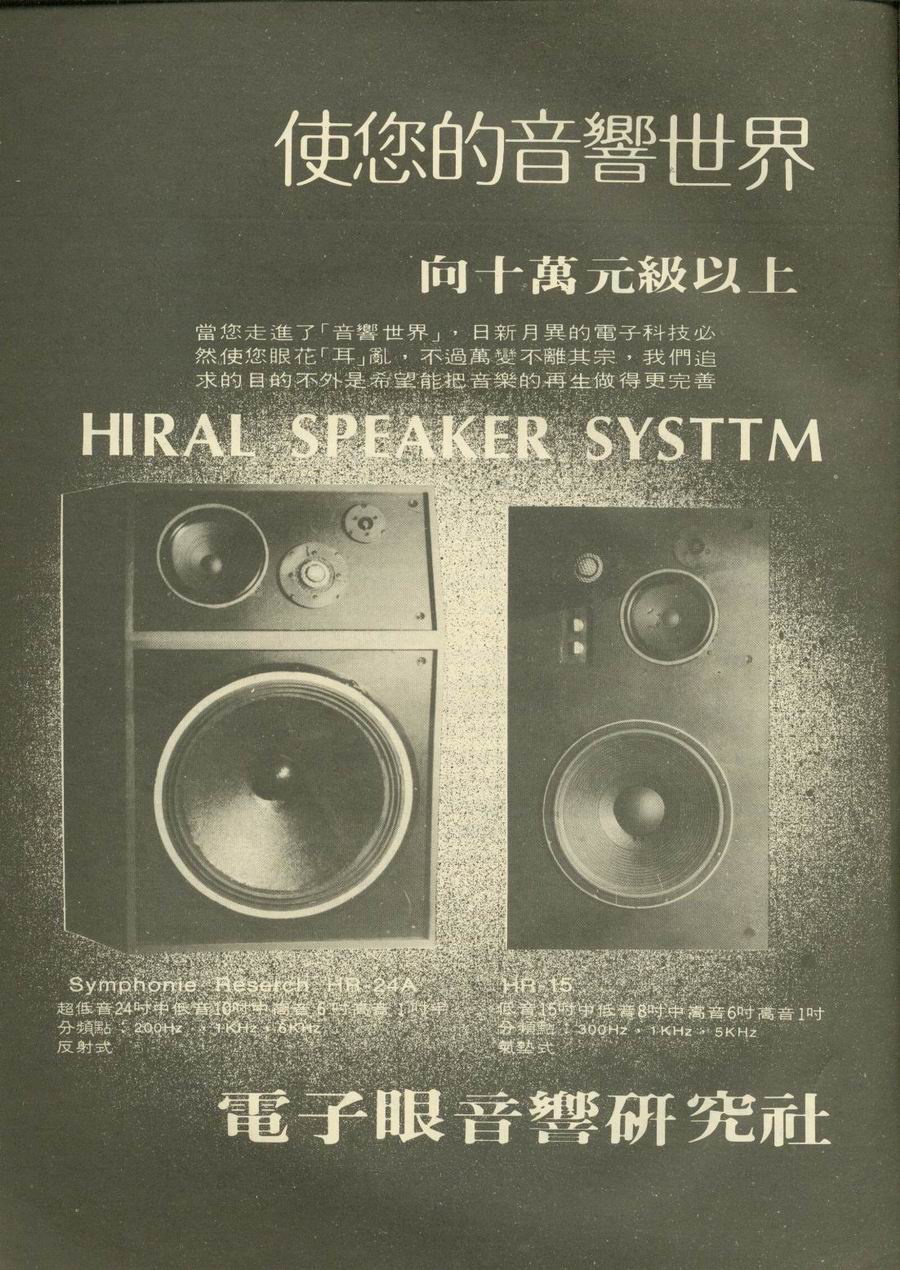 使您的音響世界
向十萬元級以上
當您走進了「音響世界」，日新月異的電子科技必
然使您眼花「耳」亂，不過萬變不離其宗，我們追
求的目的不外是希望能把音樂的再生做得更完善
HIRAL SPEAKER SYSTTM
Symphonie Reserch HR-24A
超低音24吋中低音10吋中高音6吋高音1吋半
分頻點：200Hz，1KHz，6KHz
反射式
HR-15
低音15吋中低音8吋中高音6吋高音1吋
分頻點：300Hz，1KHz，5KHz
氣墊式
電子眼音響研究社